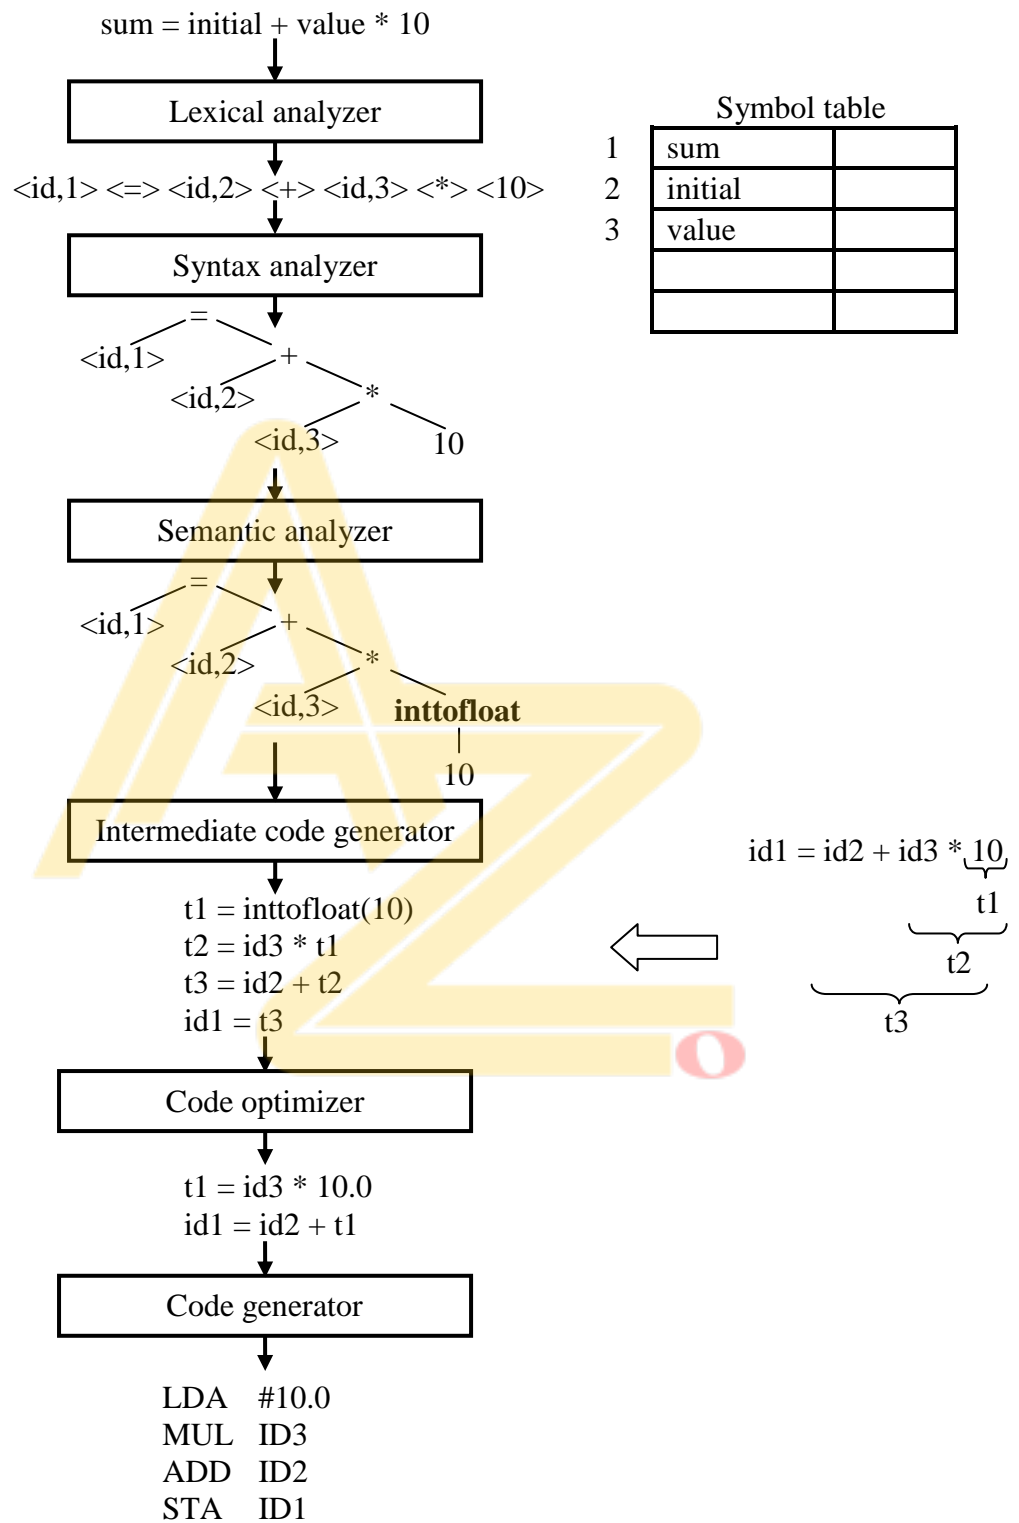 sum = initial + value * 10
Lexical analyzer
Symbol table
1 sum
2 initial
3 value
<id,1> <=> <id,2> <+> <id,3> <*> <10>
Syntax analyzer
=
<id,1> +
<id,2> *
<id,3> 10
Semantic analyzer
=
<id,1> +
<id,2> *
<id,3> inttofloat
10
Intermediate code generator
id1 = id2 + id3 * 10
t1
t2
t3
t1 = inttofloat(10)
t2 = id3 * t1
t3 = id2 + t2
id1 = t3
Code optimizer
t1 = id3 * 10.0
id1 = id2 + t1
Code generator
LDA #10.0
MUL ID3
ADD ID2
STA ID1
AZo